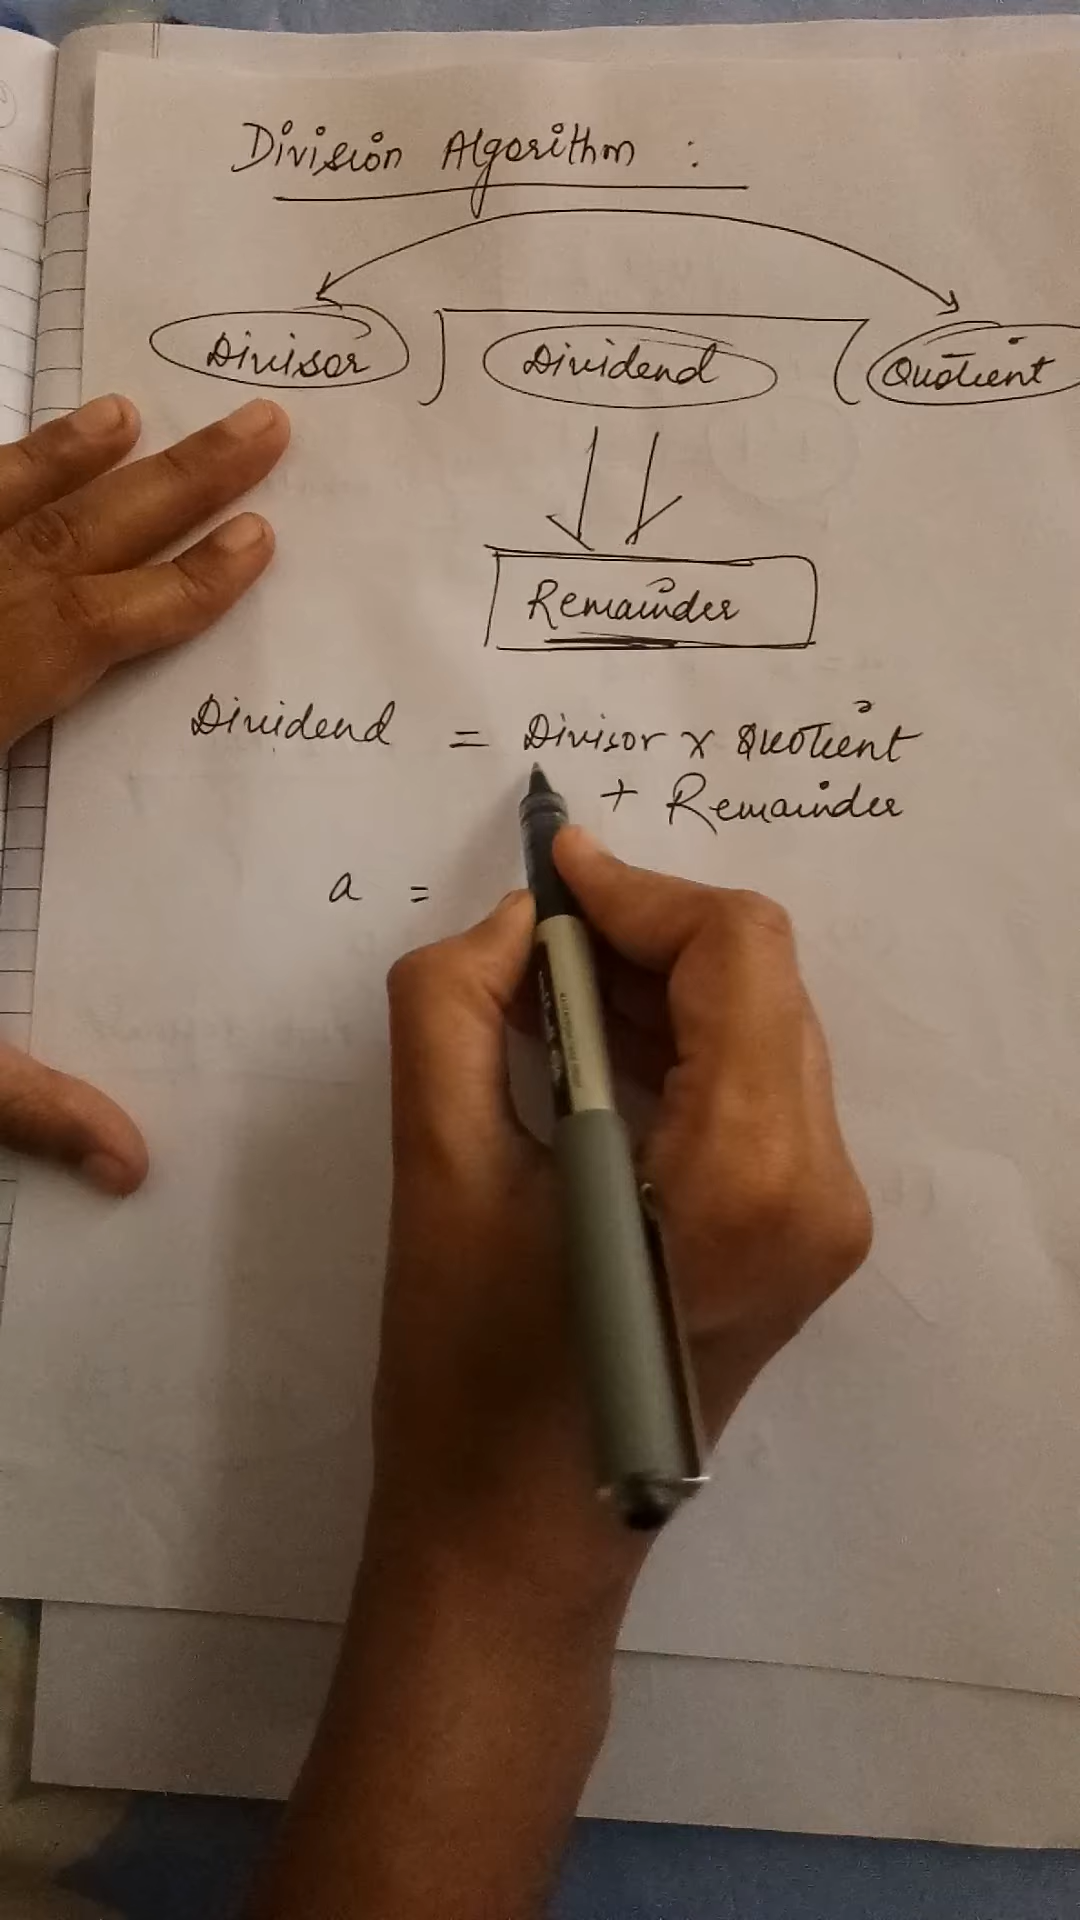 Division Algorithm :
Divisor Dividend Quotient
Remainder
Dividend = Divisor x Quotient
+ Remainder
a =